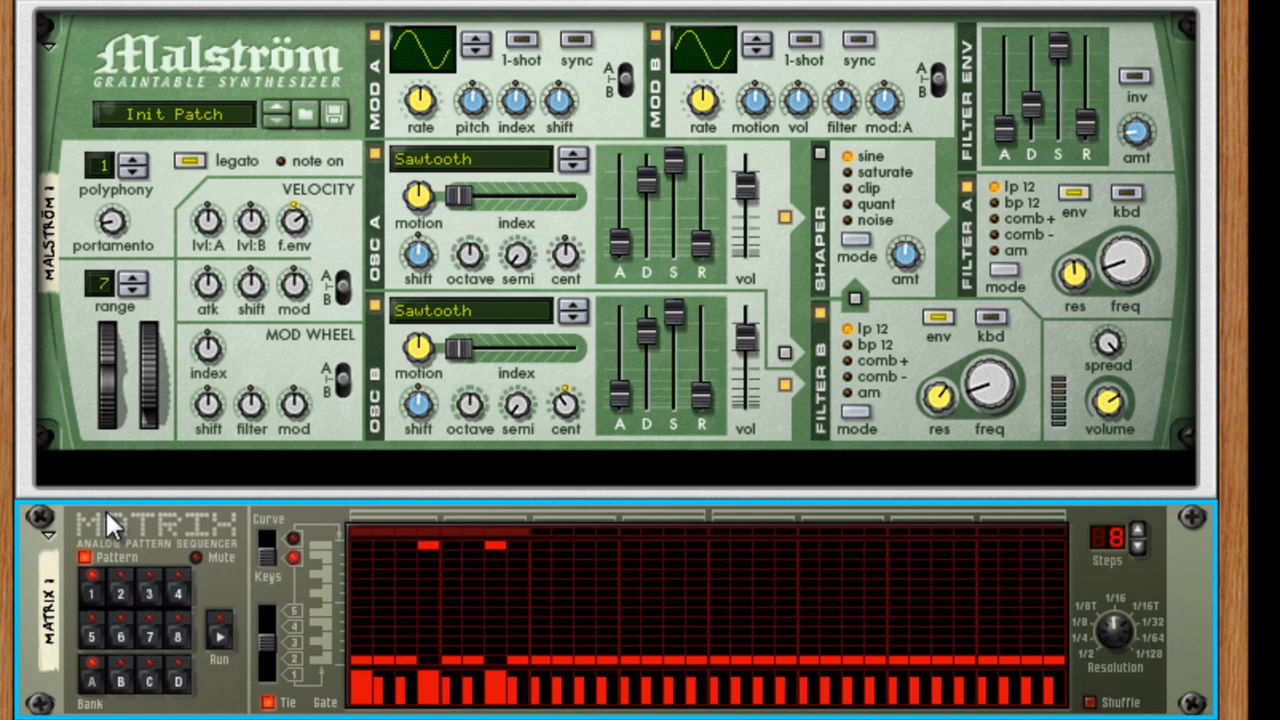 Malström
GRAINTABLE SYNTHESIZER
Init Patch
MALSTRÖM 1
1
polyphony
legato
note on
portamento
VELOCITY
lvl:A lvl:B f.env
7
range
atk shift mod
A
B
MOD WHEEL
index
A
B
shift filter mod
MOD A
1-shot sync
A
B
rate pitch index shift
MOD B
1-shot sync
A
B
rate motion vol filter mod:A
FILTER ENV
inv
A D S R
amt
OSC A
Sawtooth
motion index
shift octave semi cent
A D S R
vol
OSC B
Sawtooth
motion index
shift octave semi cent
A D S R
vol
SHAPER
sine
saturate
clip
quant
noise
mode
amt
FILTER A
lp 12
bp 12
comb +
comb -
am
mode
env kbd
res freq
FILTER B
lp 12
bp 12
comb +
comb -
am
mode
env kbd
res freq
spread
volume
MATRIX
ANALOG PATTERN SEQUENCER
MATRIX 1
Pattern
Mute
1 2 3 4
5 6 7 8
A B C D
Bank
Run
Curve
Keys
5
4
3
2
1
Tie Gate
8
Steps
1/16
1/8T 1/16T
1/8 1/32
1/4 1/64
1/2 1/128
Resolution
Shuffle